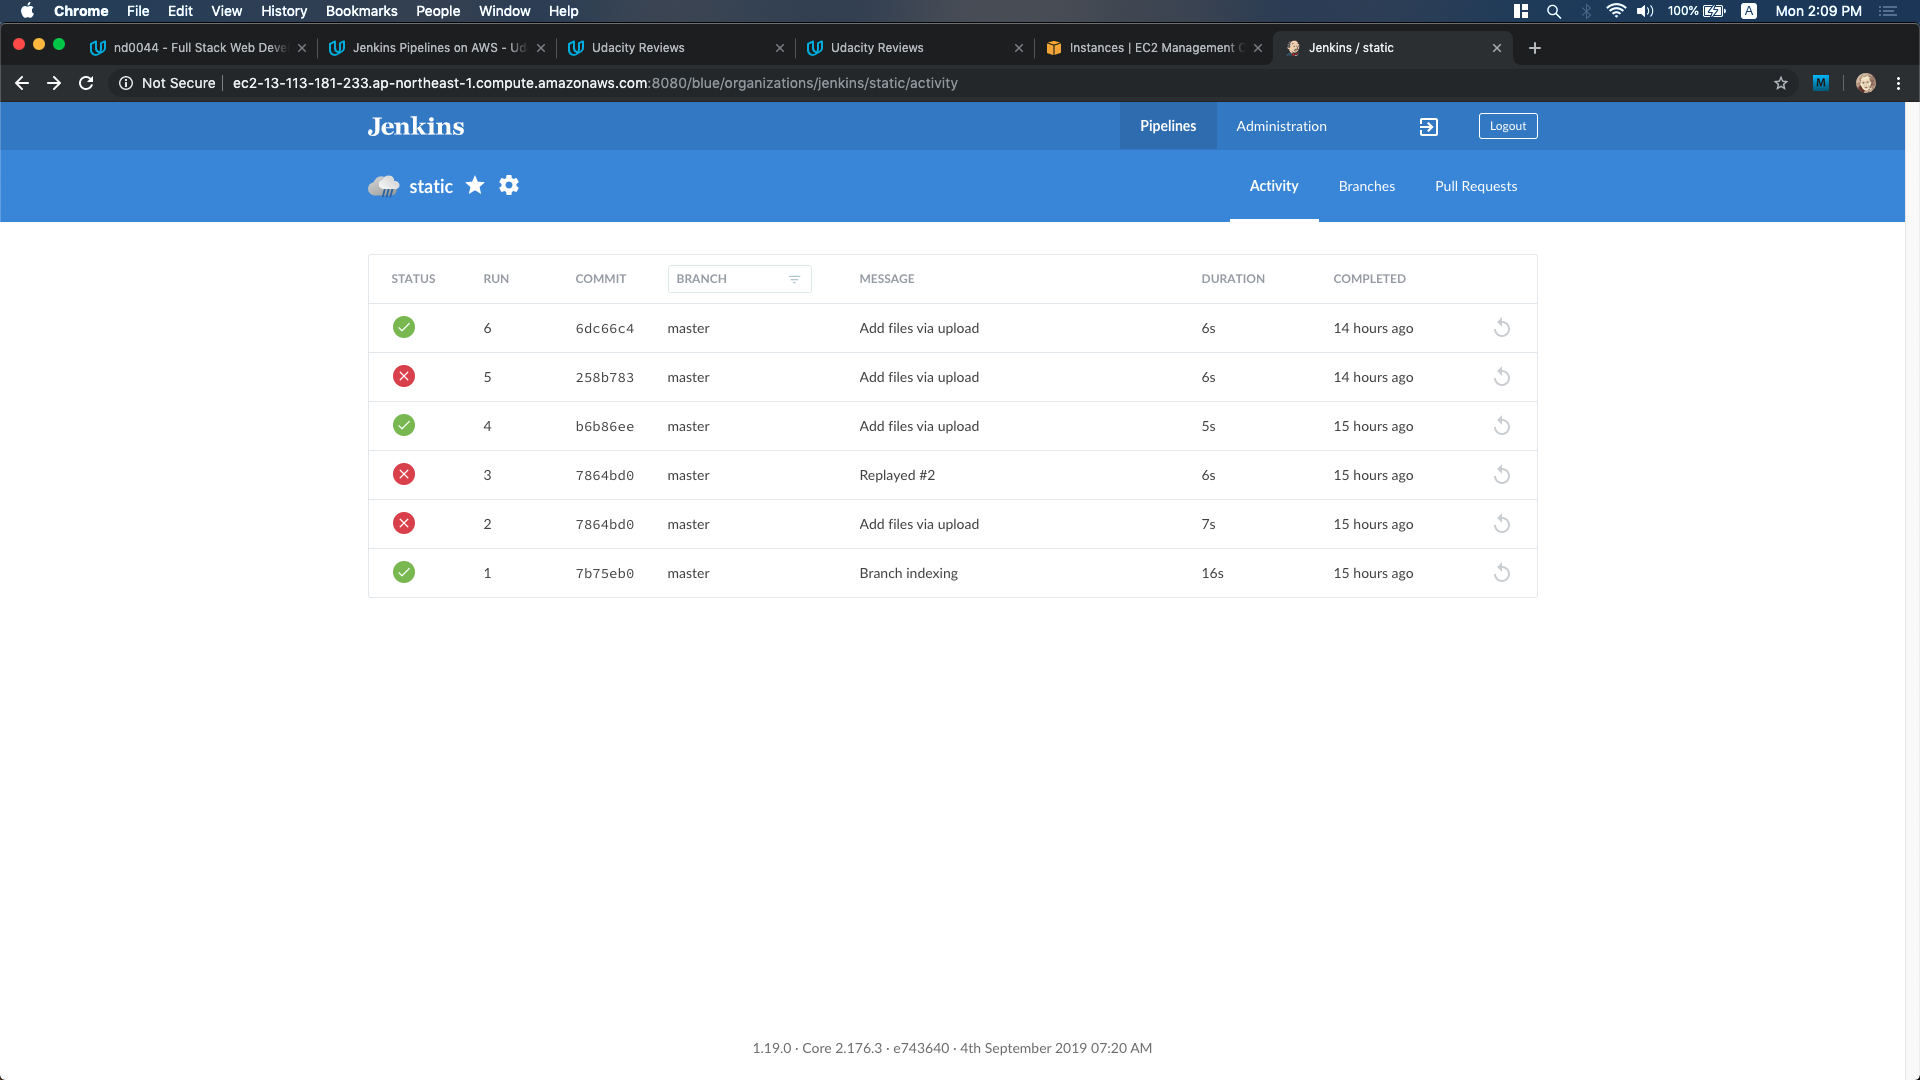 Chrome File Edit View History Bookmarks People Window Help 100% A Mon 2:09 PM
nd0044 - Full Stack Web Deve Jenkins Pipelines on AWS - Ud Udacity Reviews Udacity Reviews Instances | EC2 Management C Jenkins / static
Not Secure ec2-13-113-181-233.ap-northeast-1.compute.amazonaws.com:8080/blue/organizations/jenkins/static/activity M
Jenkins Pipelines Administration Logout
static Activity Branches Pull Requests
STATUS RUN COMMIT BRANCH MESSAGE DURATION COMPLETED
6 6dc66c4 master Add files via upload 6s 14 hours ago
5 258b783 master Add files via upload 6s 14 hours ago
4 b6b86ee master Add files via upload 5s 15 hours ago
3 7864bd0 master Replayed #2 6s 15 hours ago
2 7864bd0 master Add files via upload 7s 15 hours ago
1 7b75eb0 master Branch indexing 16s 15 hours ago
1.19.0 · Core 2.176.3 · e743640 · 4th September 2019 07:20 AM